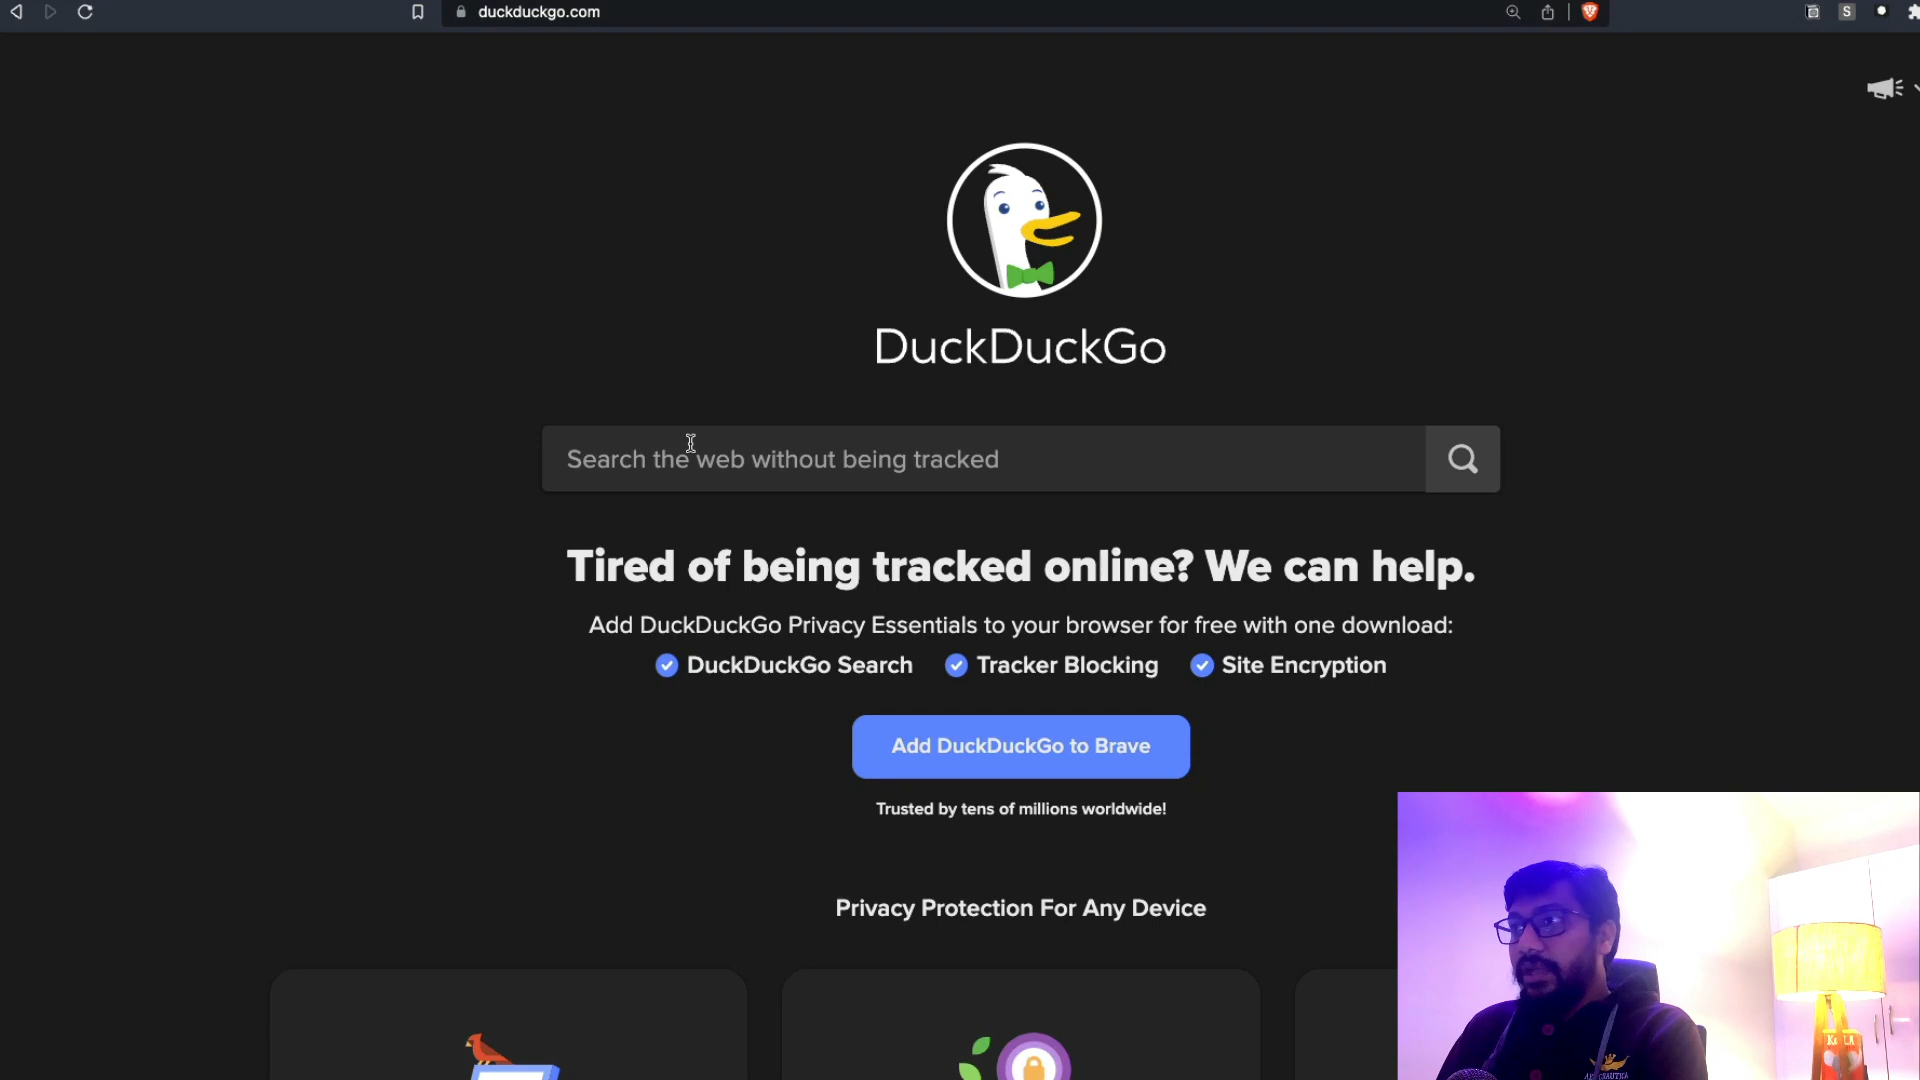 duckduckgo.com
S
DuckDuckGo
Search the web without being tracked
Tired of being tracked online? We can help.
Add DuckDuckGo Privacy Essentials to your browser for free with one download:
DuckDuckGo Search
Tracker Blocking
Site Encryption
Add DuckDuckGo to Brave
Trusted by tens of millions worldwide!
Privacy Protection For Any Device